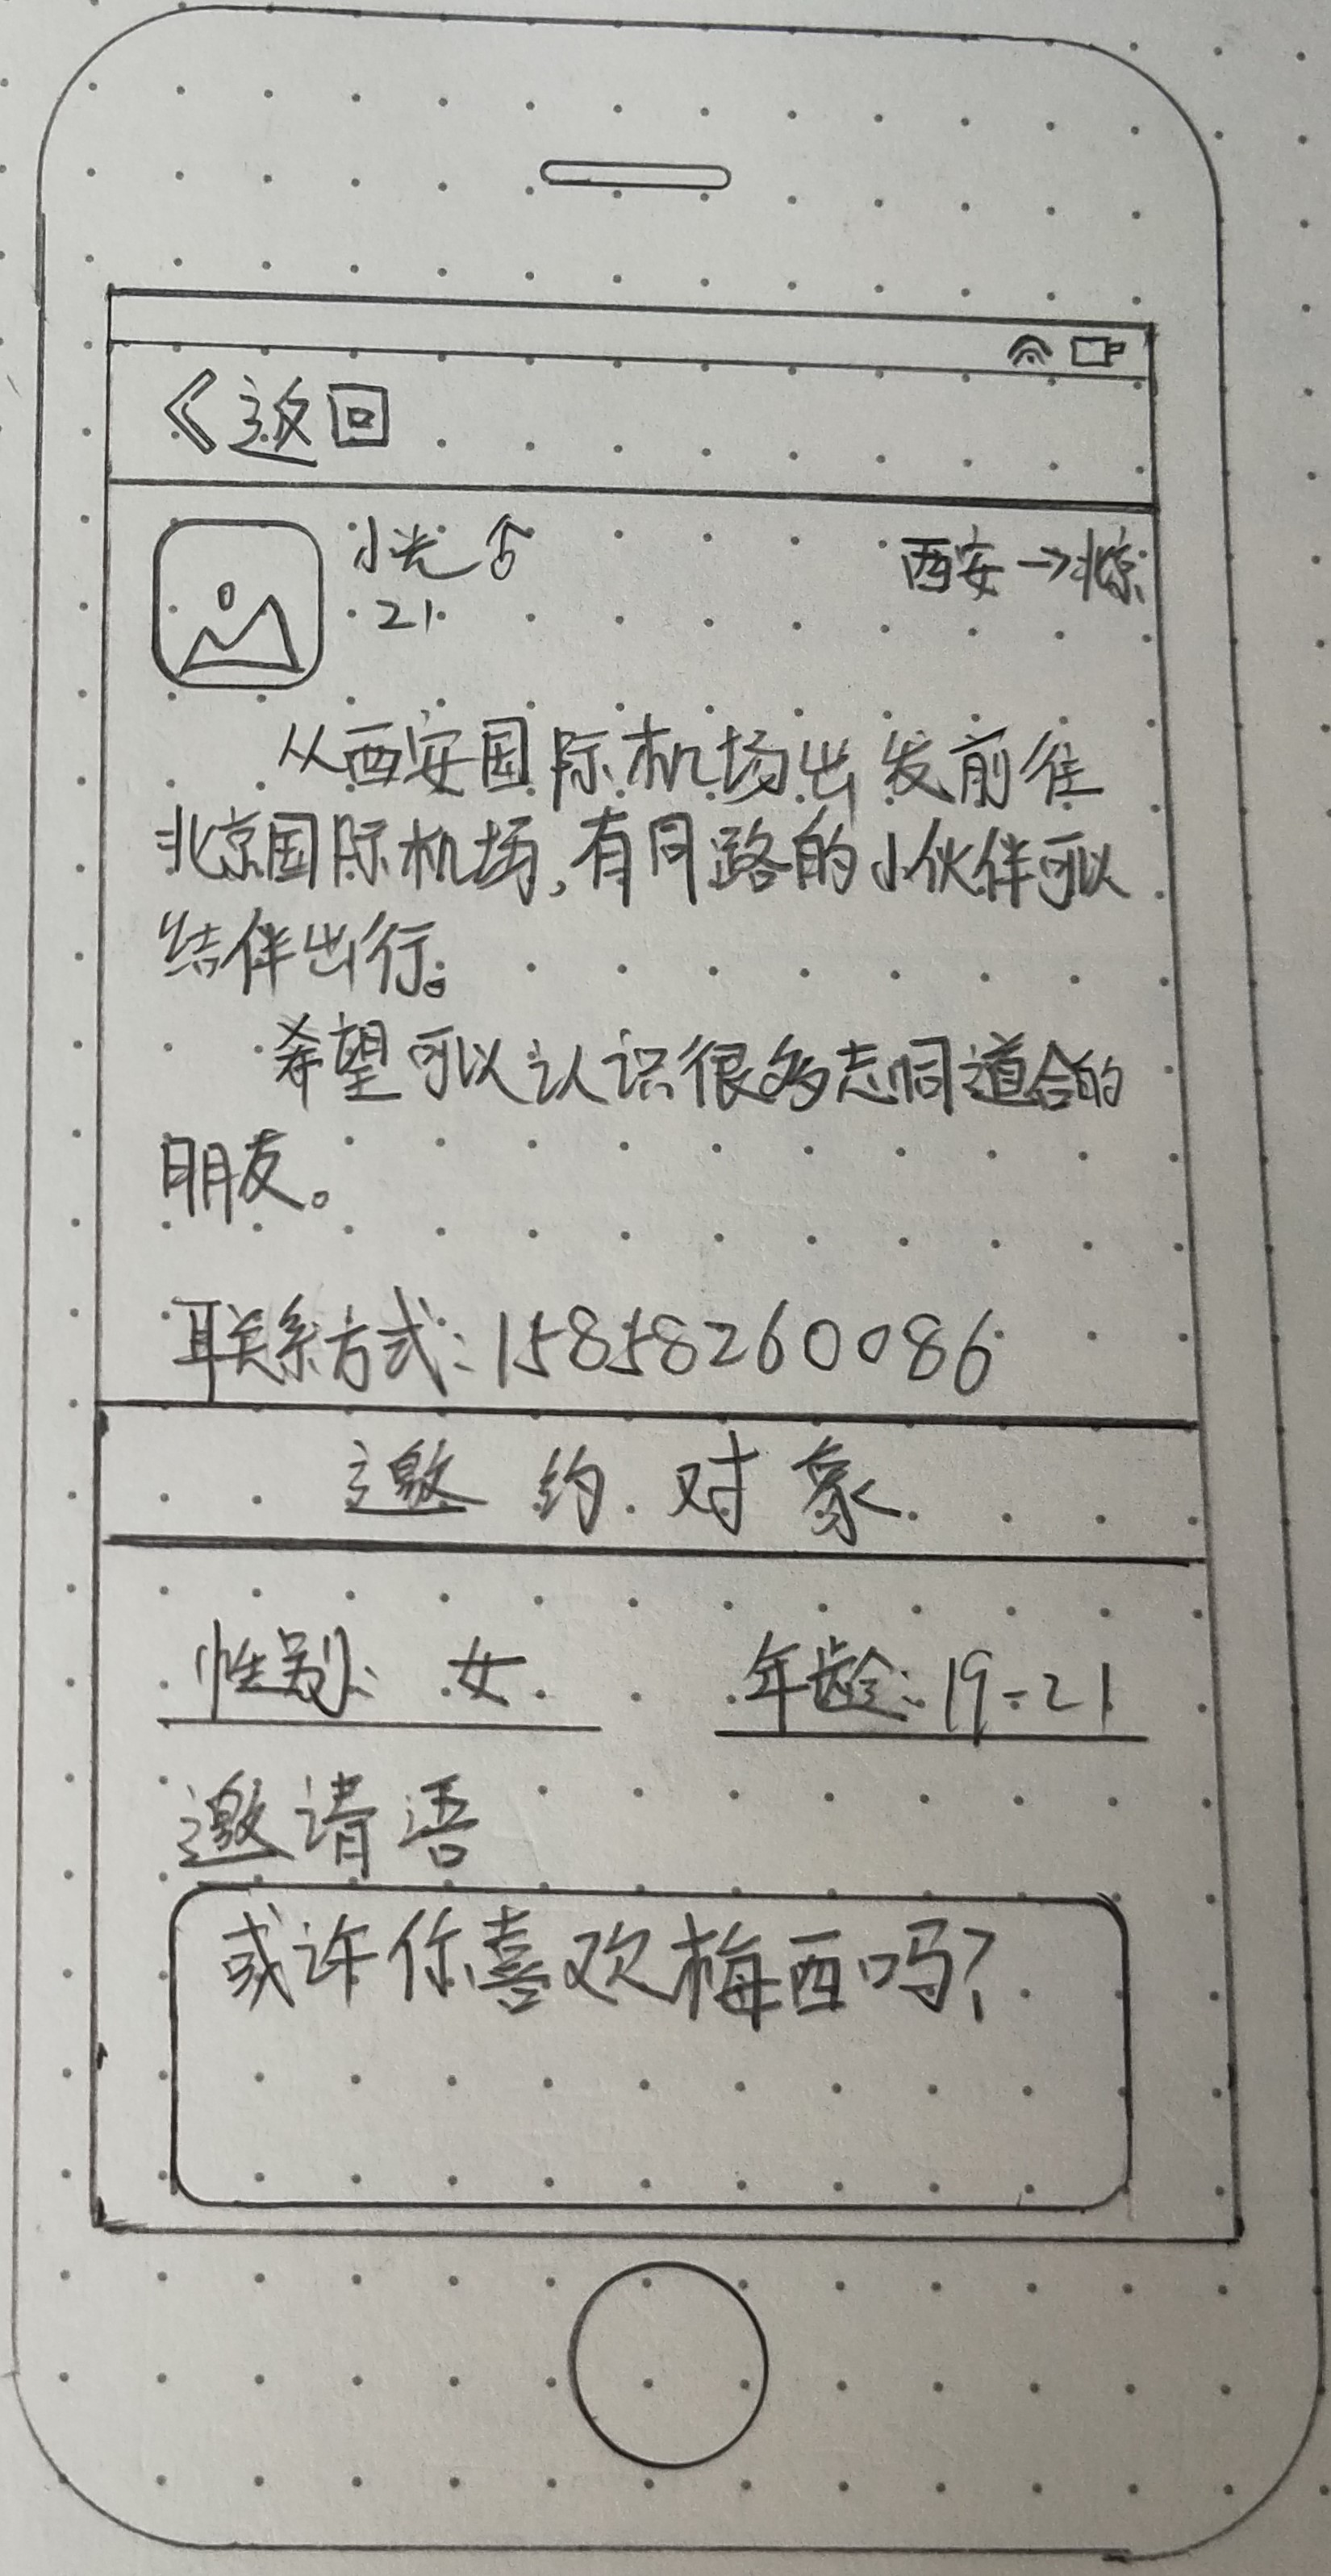 《返回
小光 ♂ 西安→北京
21
从西安国际机场出发前往
北京国际机场,有同路的小伙伴可以
结伴出行。
希望可以认识很多志同道合的
朋友。
联系方式:15858260086
邀约对象
性别: 女 年龄:19-21
邀请语
或许你喜欢梅西吗?